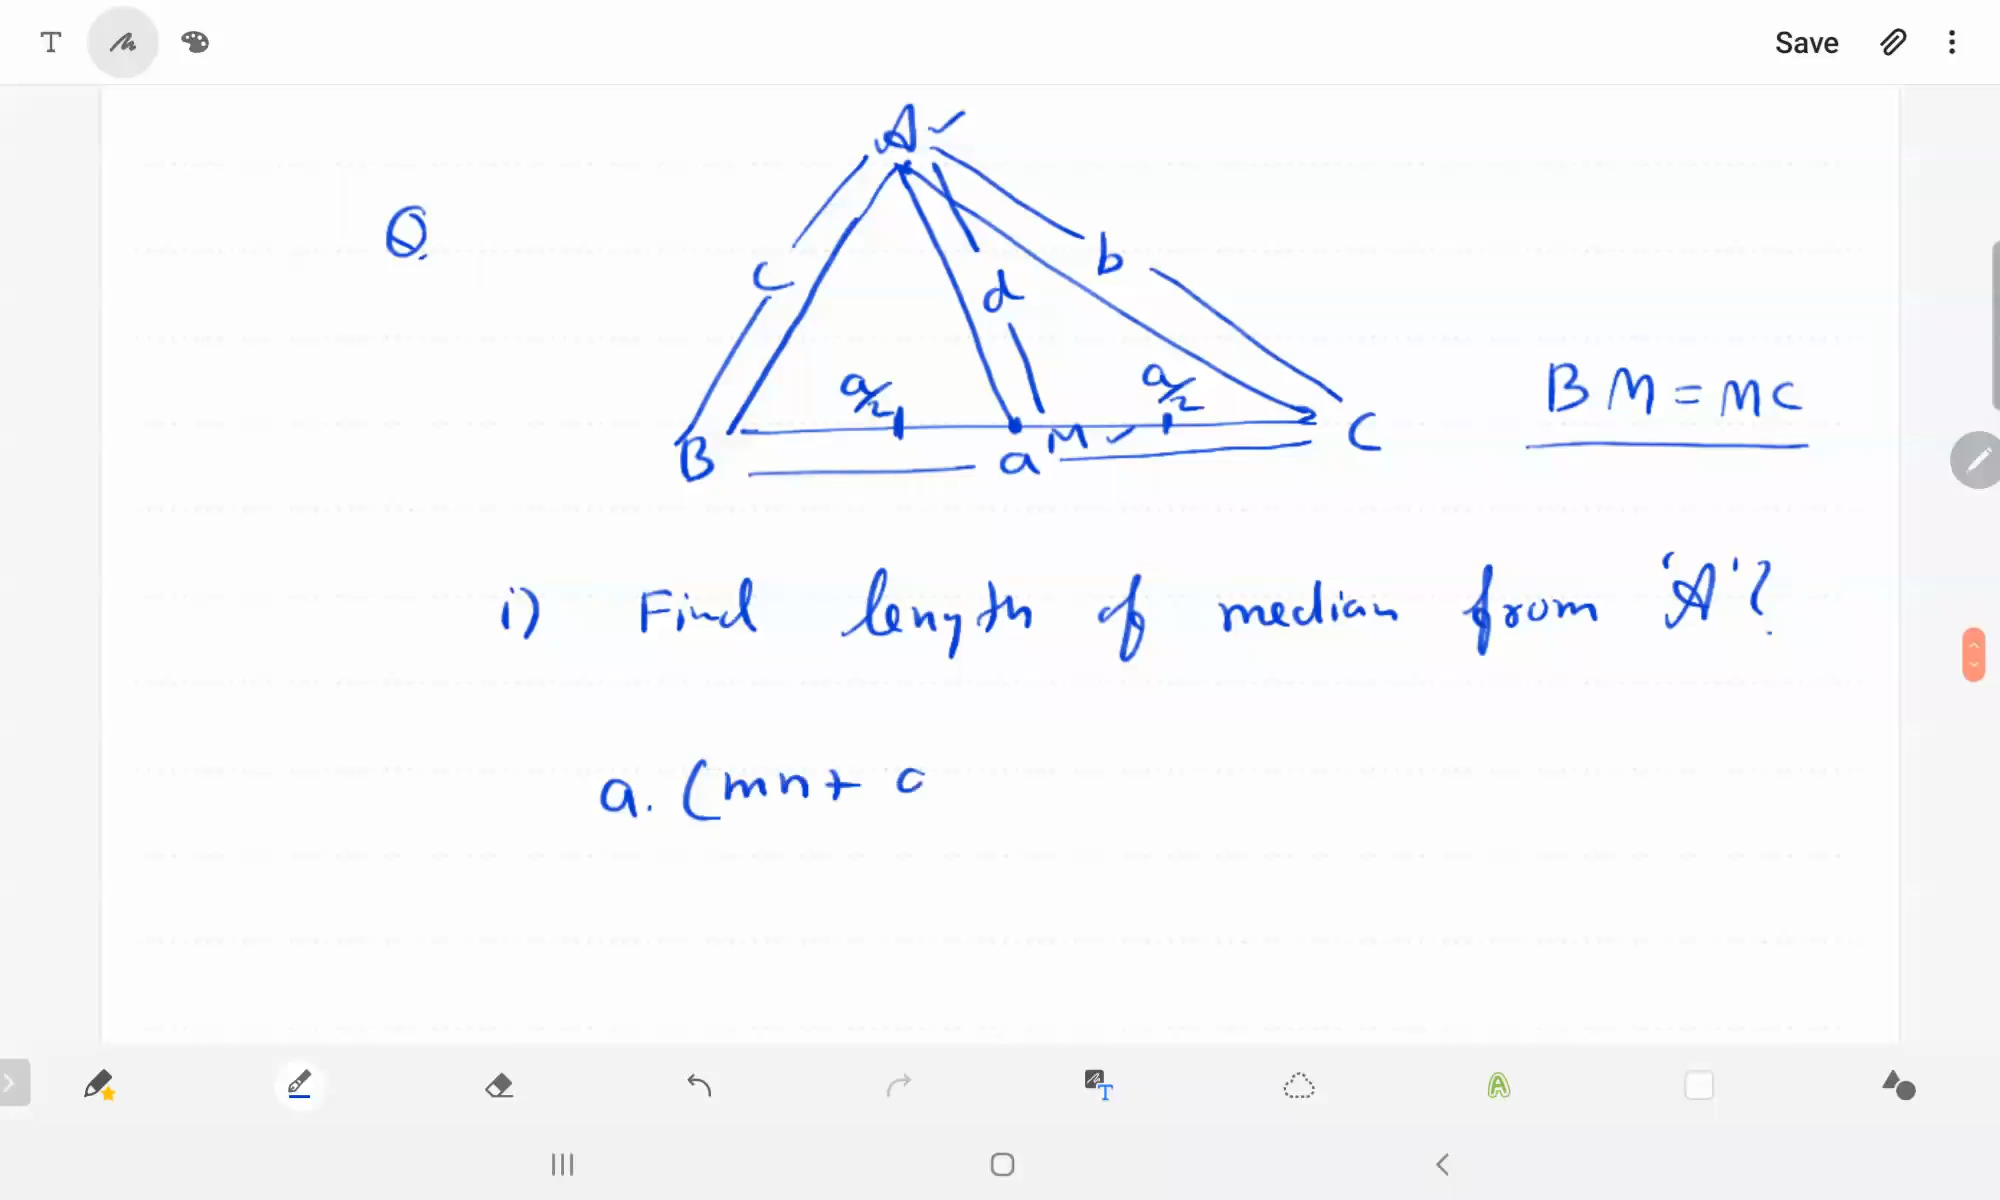 Save
A
Q.
c
b
d
a/2
a/2
BM = MC
B
M
C
a
i) Find length of median from 'A'?
a. (mn + c